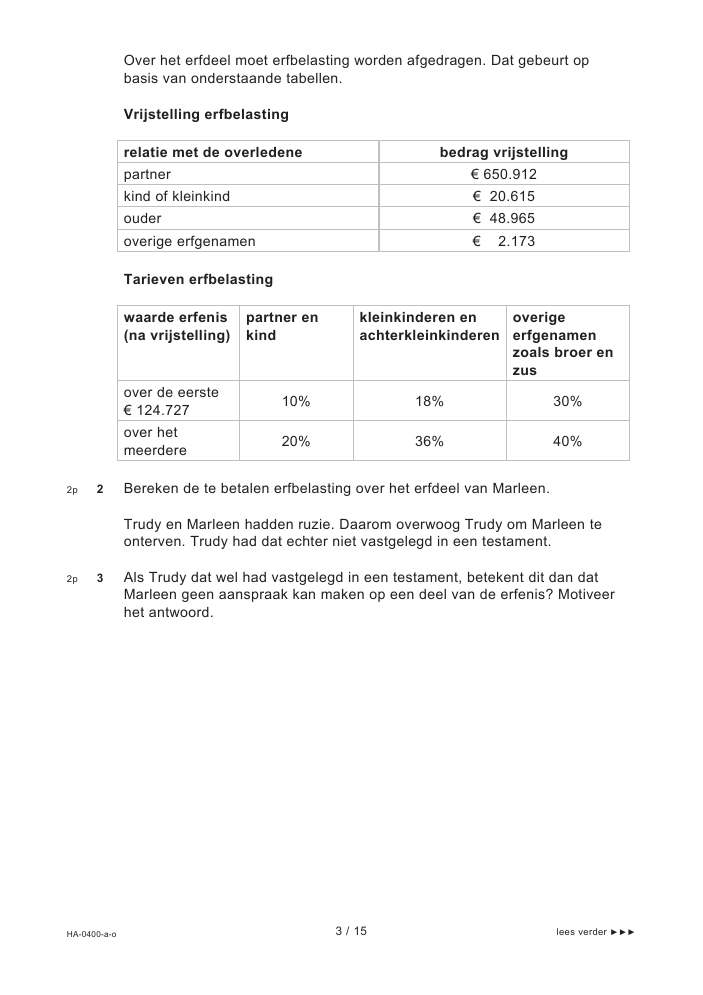 Over het erfdeel moet erfbelasting worden afgedragen. Dat gebeurt op
basis van onderstaande tabellen.
Vrijstelling erfbelasting
relatie met de overledene bedrag vrijstelling
partner € 650.912
kind of kleinkind € 20.615
ouder € 48.965
overige erfgenamen € 2.173
Tarieven erfbelasting
waarde erfenis partner en kleinkinderen en overige
(na vrijstelling) kind achterkleinkinderen erfgenamen
zoals broer en
zus
over de eerste
€ 124.727 10% 18% 30%
over het
meerdere 20% 36% 40%
2p 2 Bereken de te betalen erfbelasting over het erfdeel van Marleen.
Trudy en Marleen hadden ruzie. Daarom overwoog Trudy om Marleen te
onterven. Trudy had dat echter niet vastgelegd in een testament.
2p 3 Als Trudy dat wel had vastgelegd in een testament, betekent dit dan dat
Marleen geen aanspraak kan maken op een deel van de erfenis? Motiveer
het antwoord.
HA-0400-a-o 3 / 15 lees verder ►►►